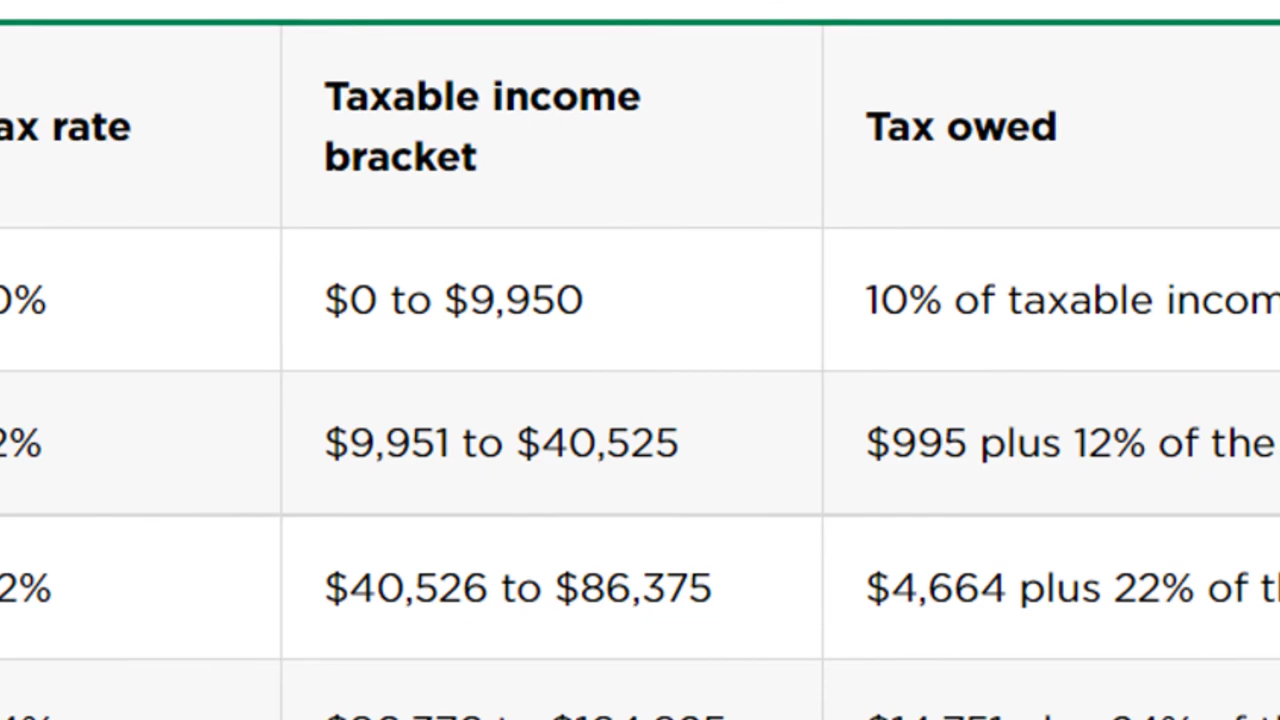 ax rate
Taxable income
bracket
Tax owed
0%
$0 to $9,950
10% of taxable incom
2%
$9,951 to $40,525
$995 plus 12% of the
2%
$40,526 to $86,375
$4,664 plus 22% of t